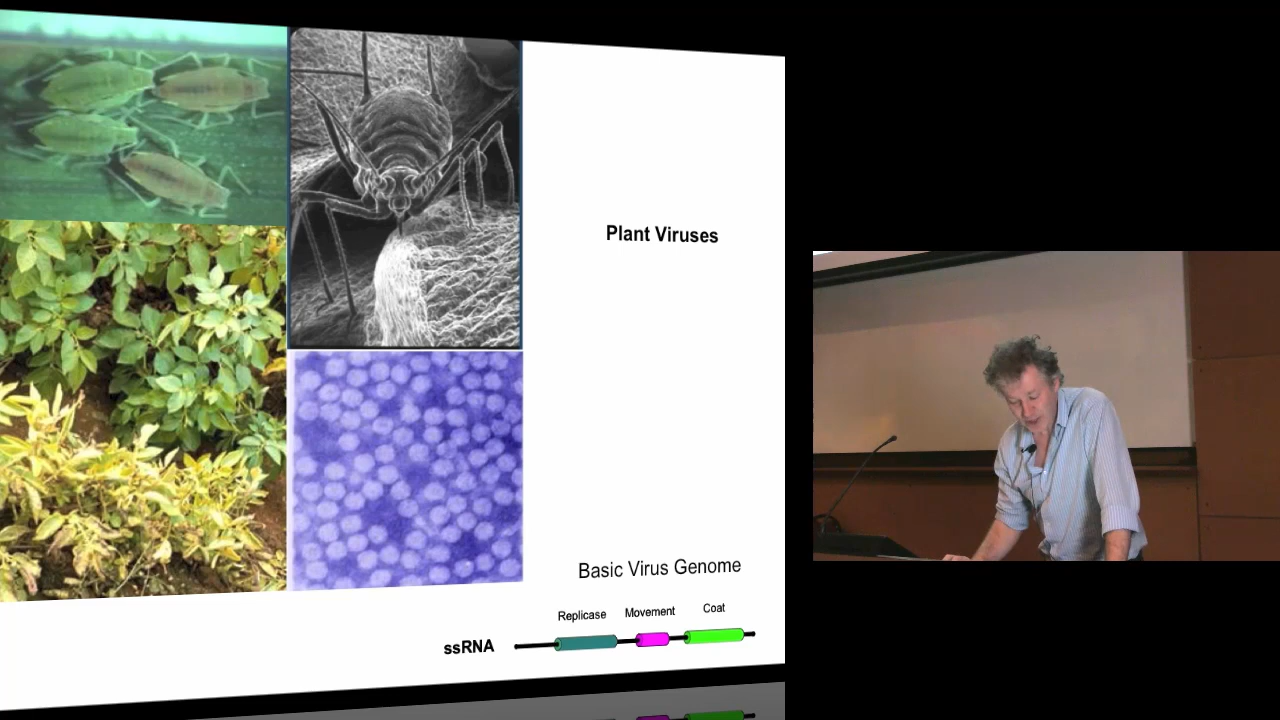 Plant Viruses
Basic Virus Genome
Replicase Movement Coat
ssRNA